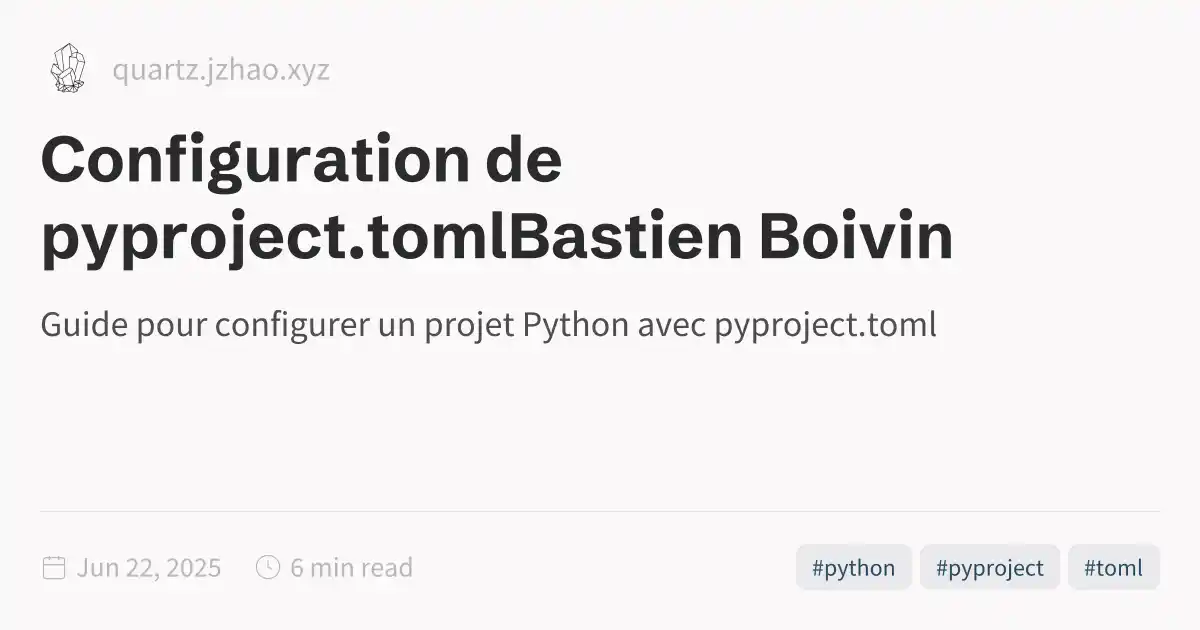 quartz.jzhao.xyz
Configuration de
pyproject.tomlBastien Boivin
Guide pour configurer un projet Python avec pyproject.toml
Jun 22, 2025 6 min read #python #pyproject #toml